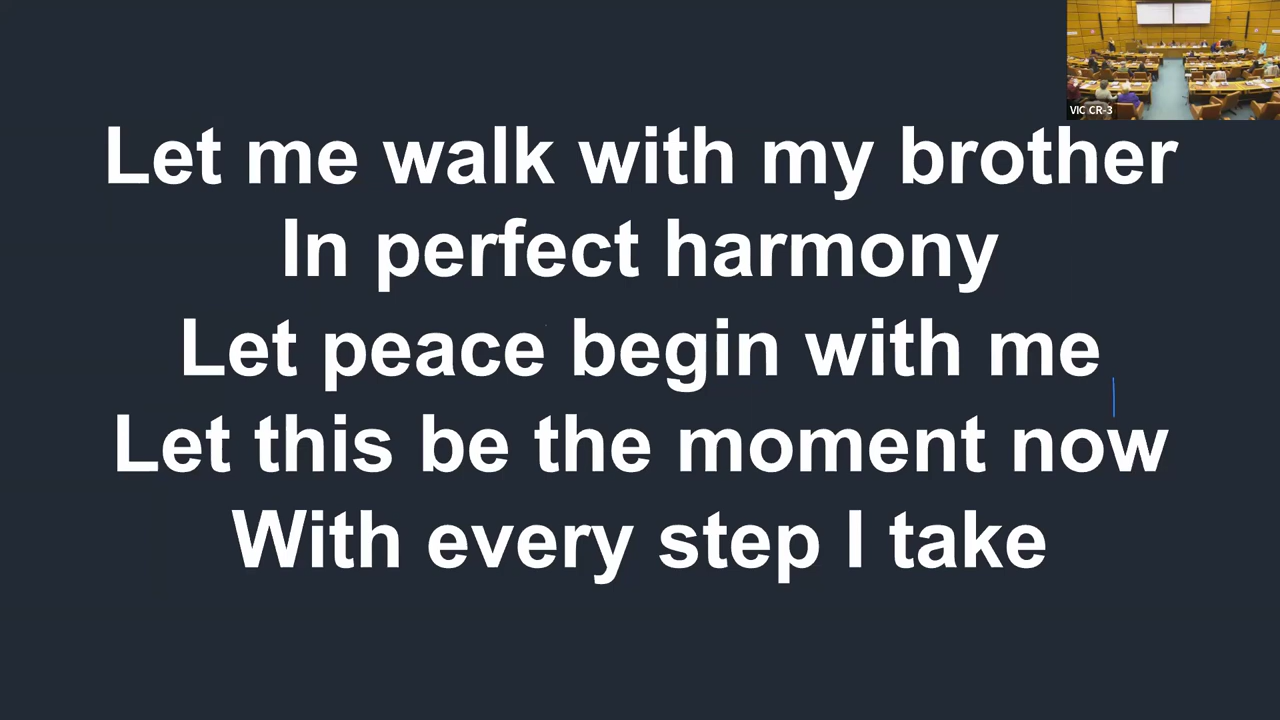 VIC CR-3
Let me walk with my brother
In perfect harmony
Let peace begin with me
Let this be the moment now
With every step I take